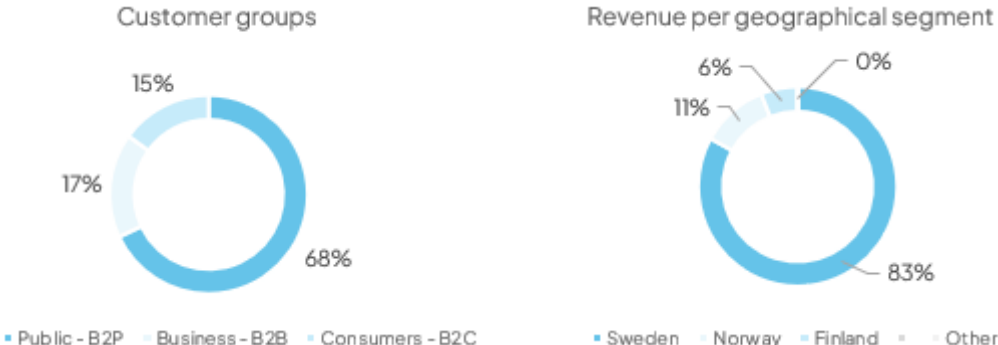 Customer groups
15%
17%
68%
Public - B2P Business - B2B Consumers - B2C
Revenue per geographical segment
6% 0%
11%
83%
Sweden Norway Finland Other